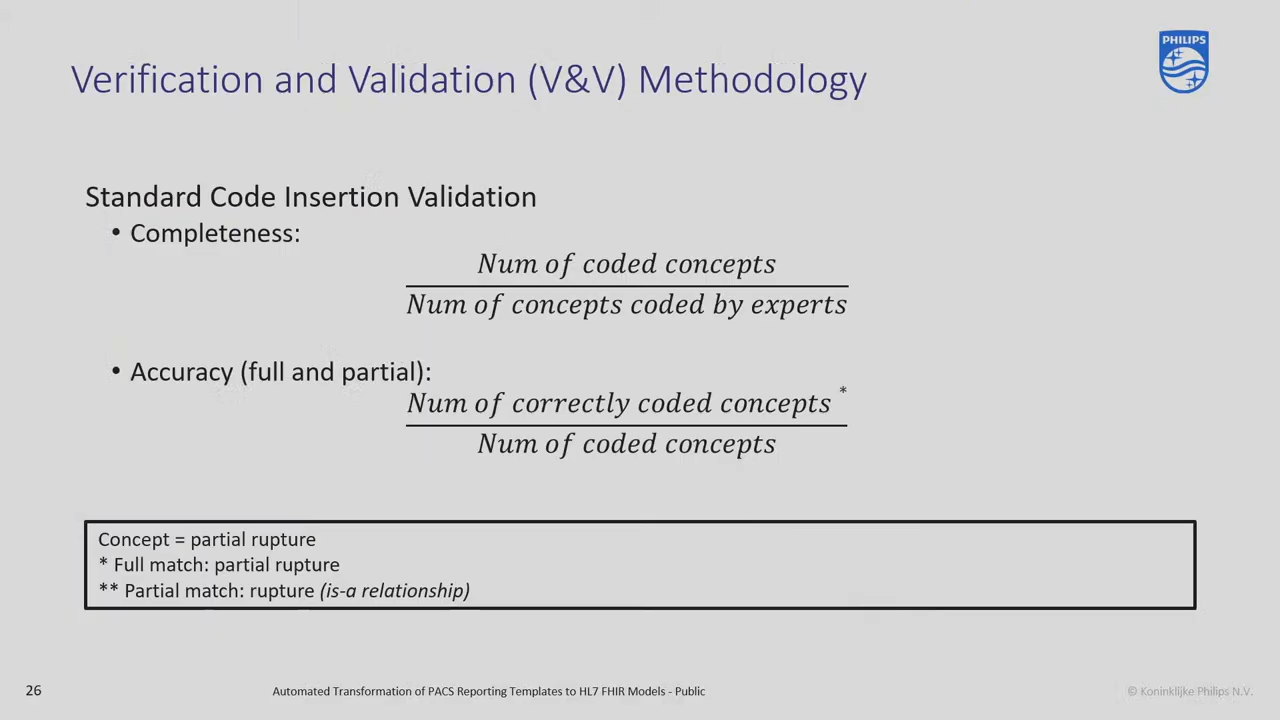 PHILIPS
Verification and Validation (V&V) Methodology
Standard Code Insertion Validation
• Completeness:
Num of coded concepts
Num of concepts coded by experts
• Accuracy (full and partial):
Num of correctly coded concepts *
Num of coded concepts
Concept = partial rupture
* Full match: partial rupture
** Partial match: rupture (is-a relationship)
26
Automated Transformation of PACS Reporting Templates to HL7 FHIR Models - Public
© Koninklijke Philips N.V.